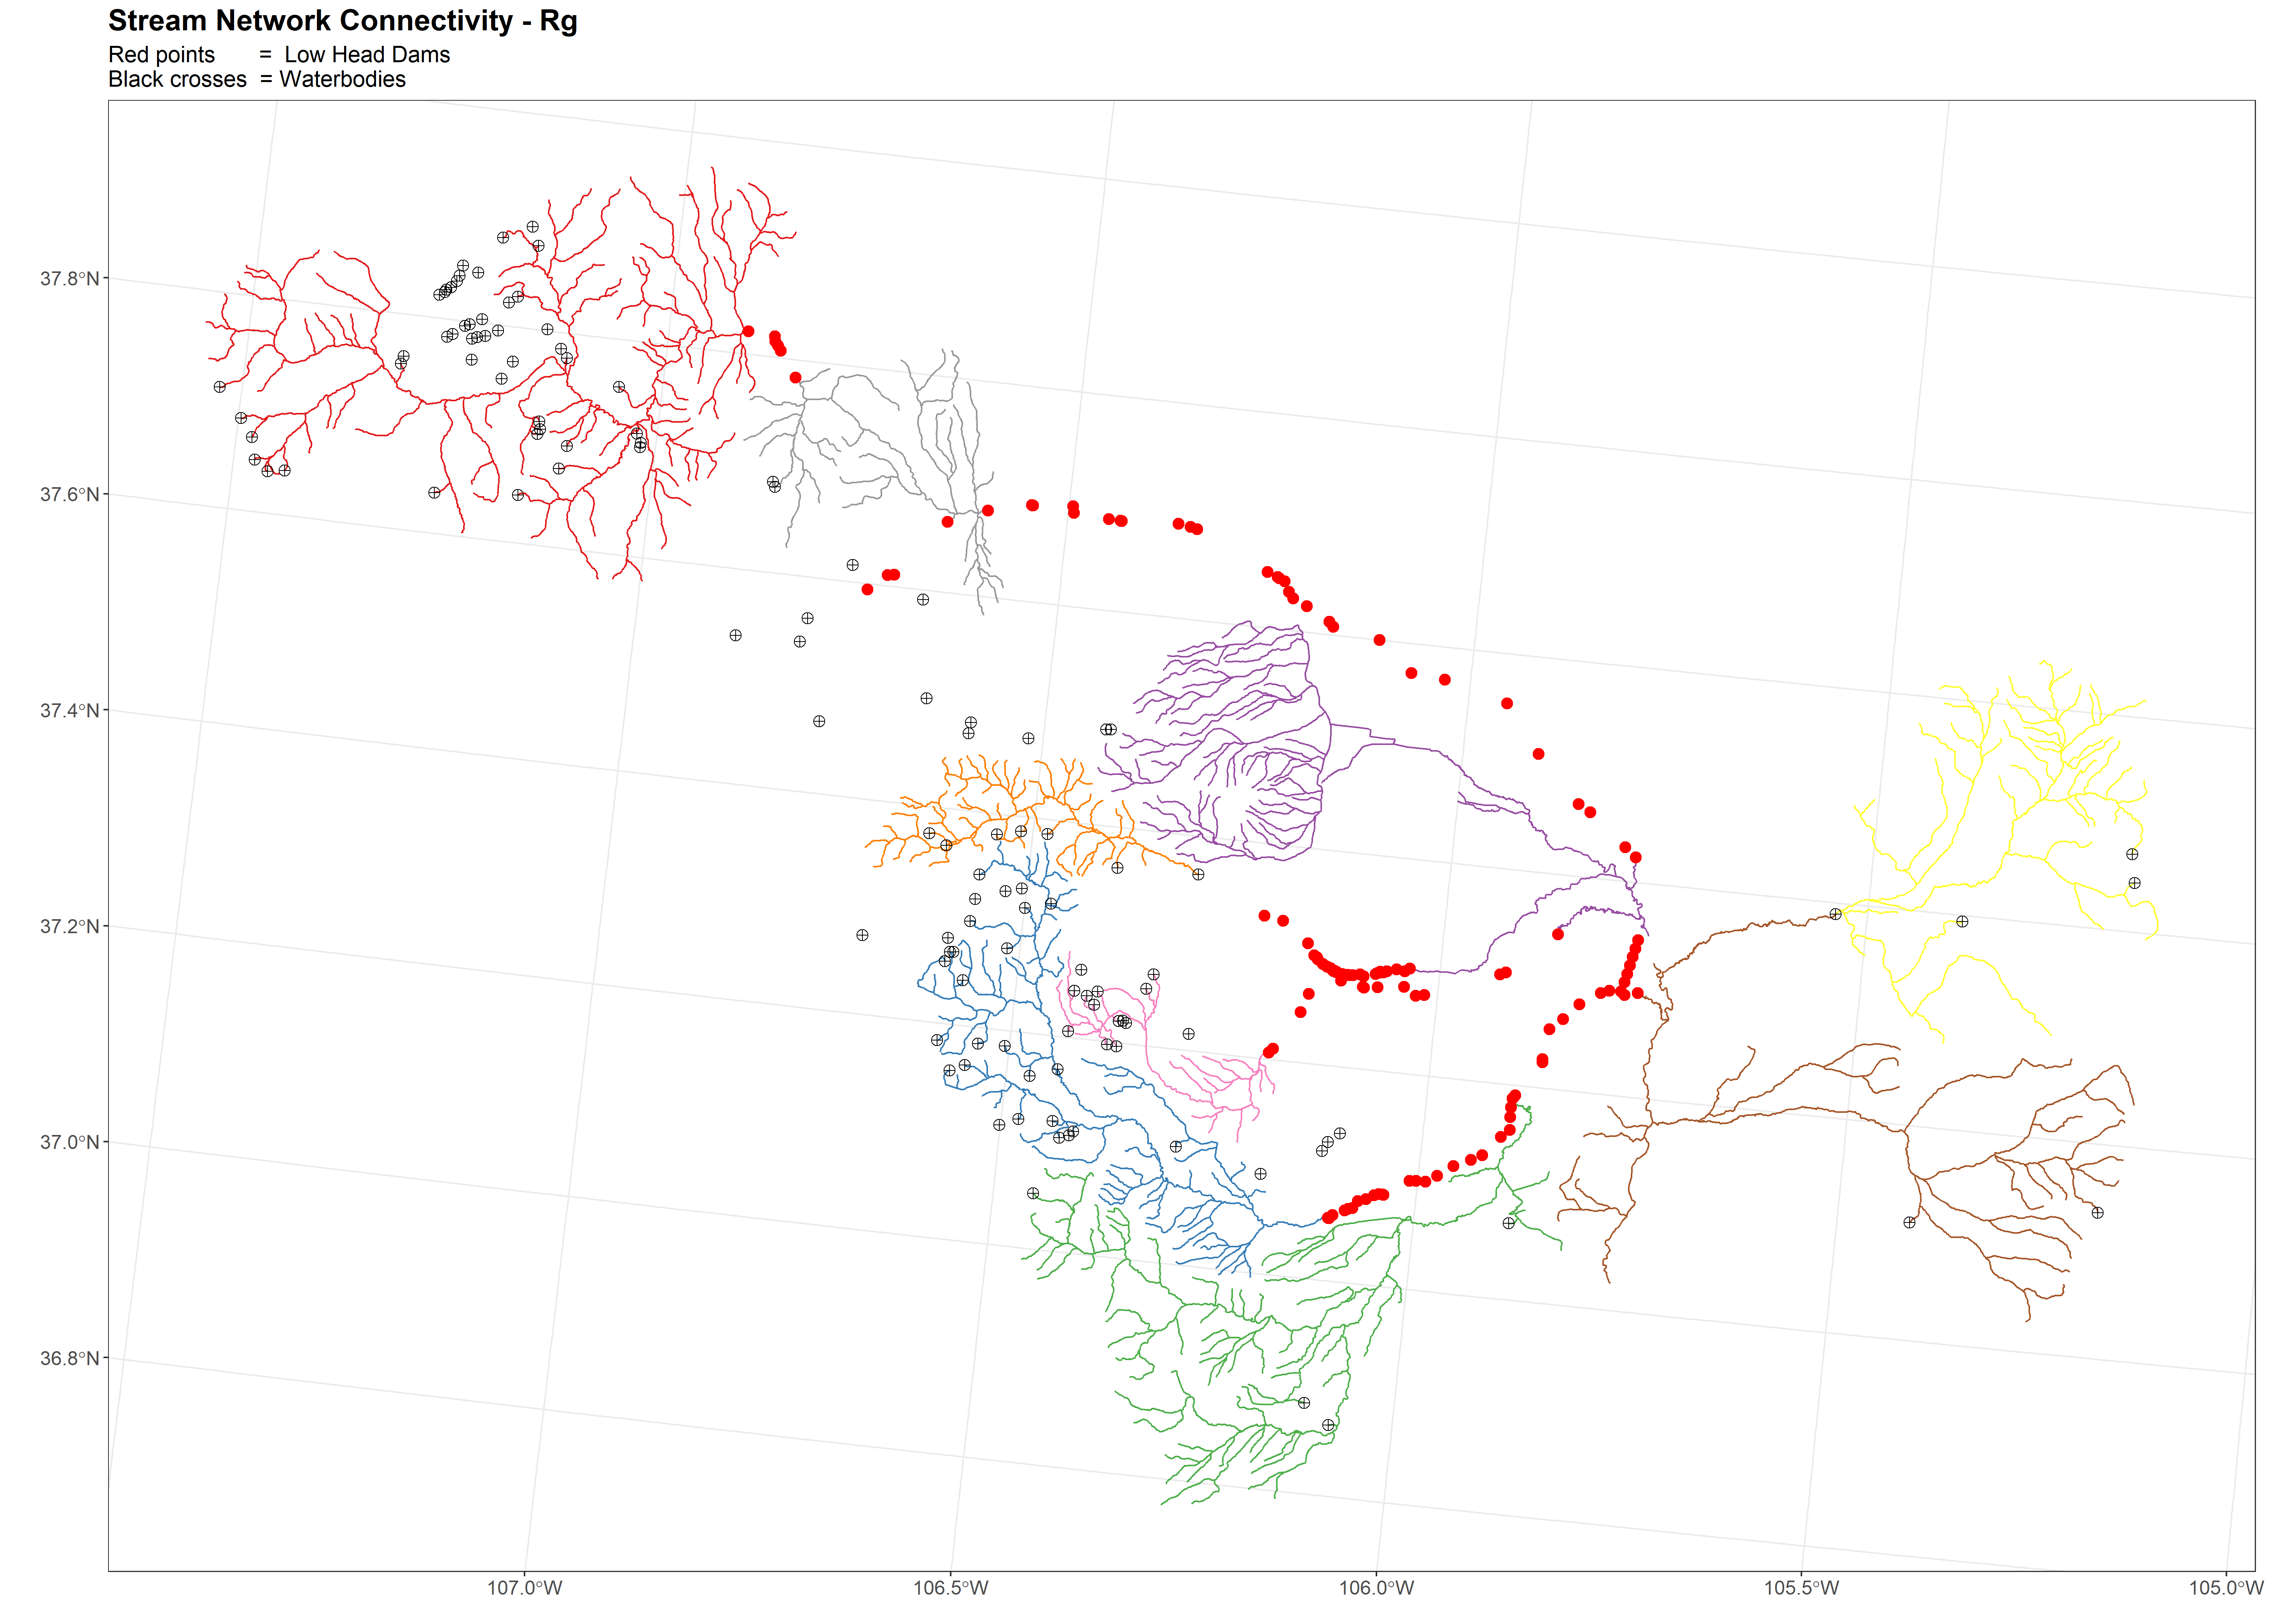 Stream Network Connectivity - Rg
Red points = Low Head Dams
Black crosses = Waterbodies
37.8°N
37.6°N
37.4°N
37.2°N
37.0°N
36.8°N
107.0°W 106.5°W 106.0°W 105.5°W 105.0°W